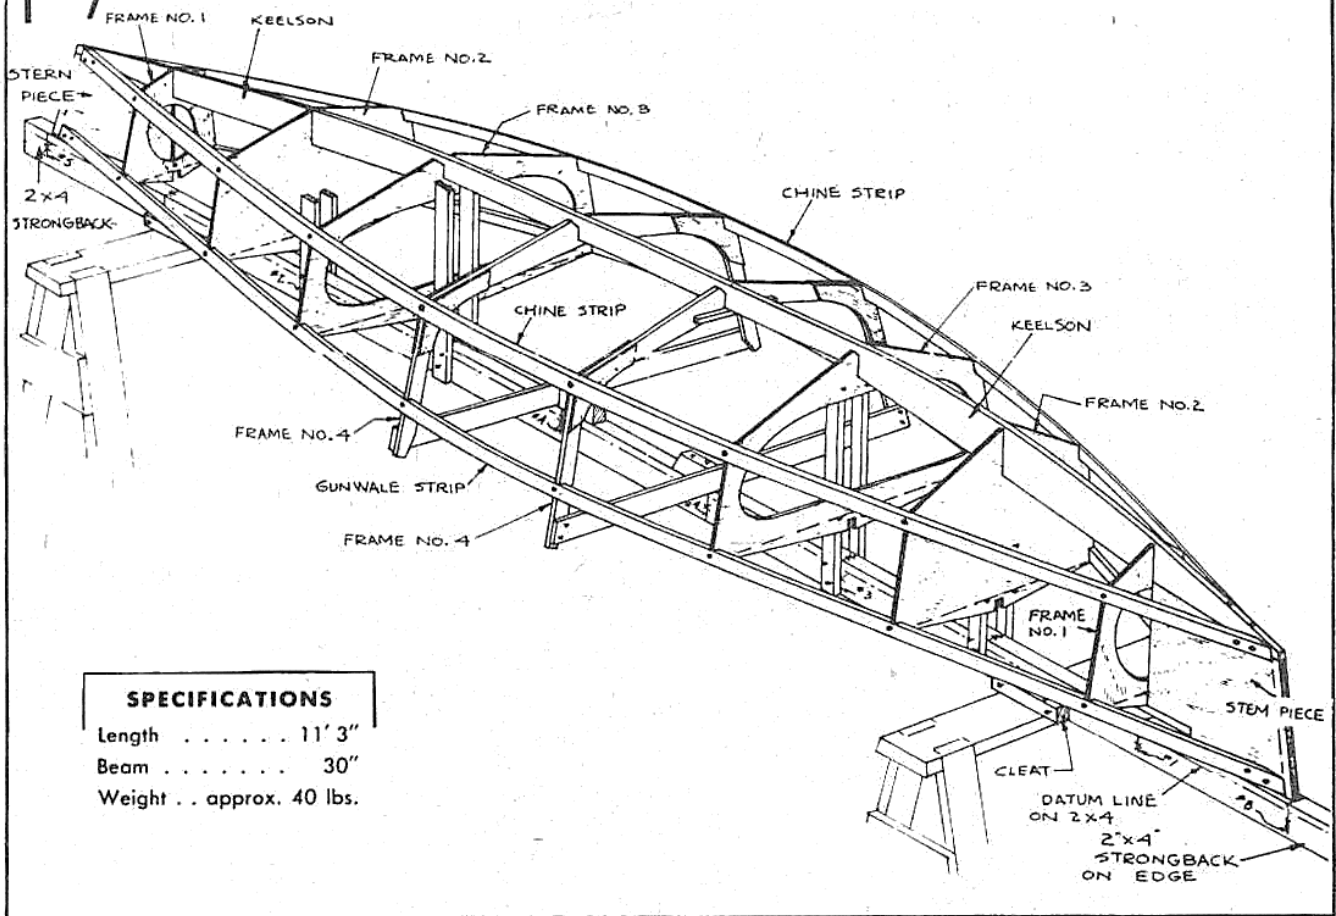 FRAME NO. 1
KEELSON
FRAME NO. 2
STERN
PIECE
FRAME NO. 3
2 x 4
STRONGBACK
CHINE STRIP
FRAME NO. 3
KEELSON
CHINE STRIP
FRAME NO. 2
FRAME NO. 4
GUNWALE STRIP
FRAME NO. 4
FRAME
NO. 1
STEM PIECE
CLEAT
DATUM LINE
ON 2x4
2"x4"
STRONGBACK
ON EDGE
SPECIFICATIONS
Length . . . . . . 11' 3"
Beam . . . . . . . 30"
Weight . . approx. 40 lbs.